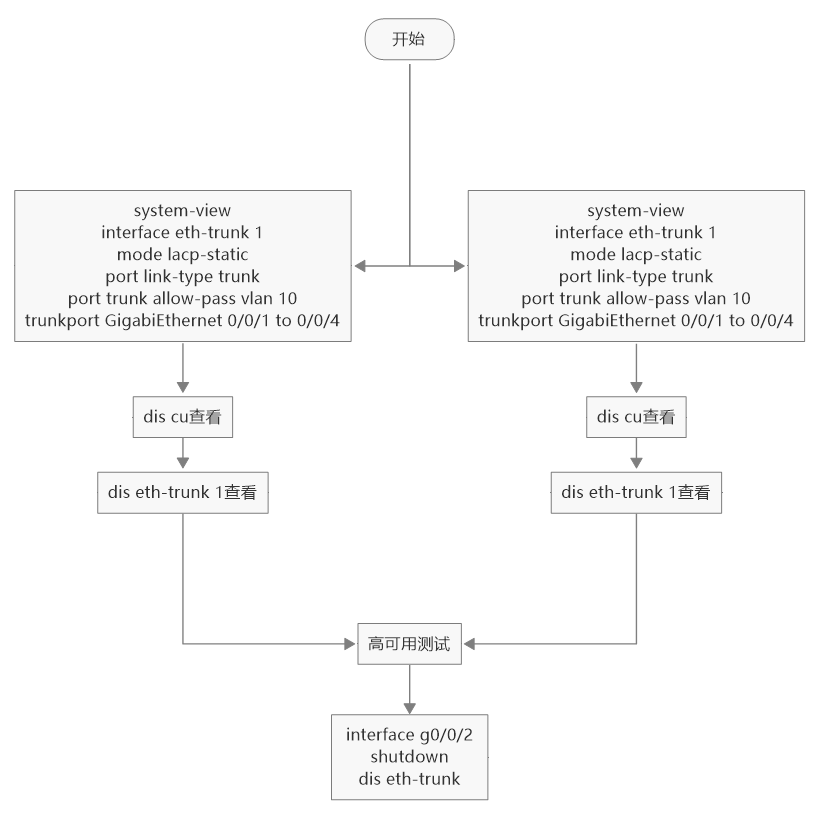 开始
system-view
interface eth-trunk 1
mode lacp-static
port link-type trunk
port trunk allow-pass vlan 10
trunkport GigabiEthernet 0/0/1 to 0/0/4
system-view
interface eth-trunk 1
mode lacp-static
port link-type trunk
port trunk allow-pass vlan 10
trunkport GigabiEthernet 0/0/1 to 0/0/4
dis cu查看
dis cu查看
dis eth-trunk 1查看
dis eth-trunk 1查看
高可用测试
interface g0/0/2
shutdown
dis eth-trunk